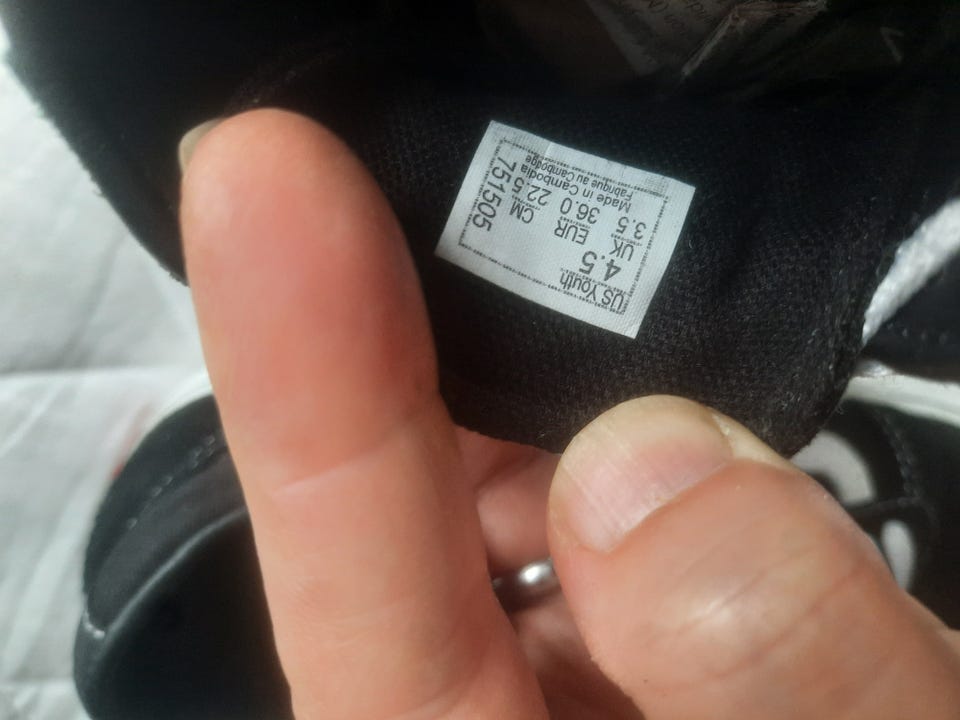 US Youth
4.5
UK EUR CM
3.5 36.0 22.5
Made in Cambodia
Fabrique au Cambodge
751505